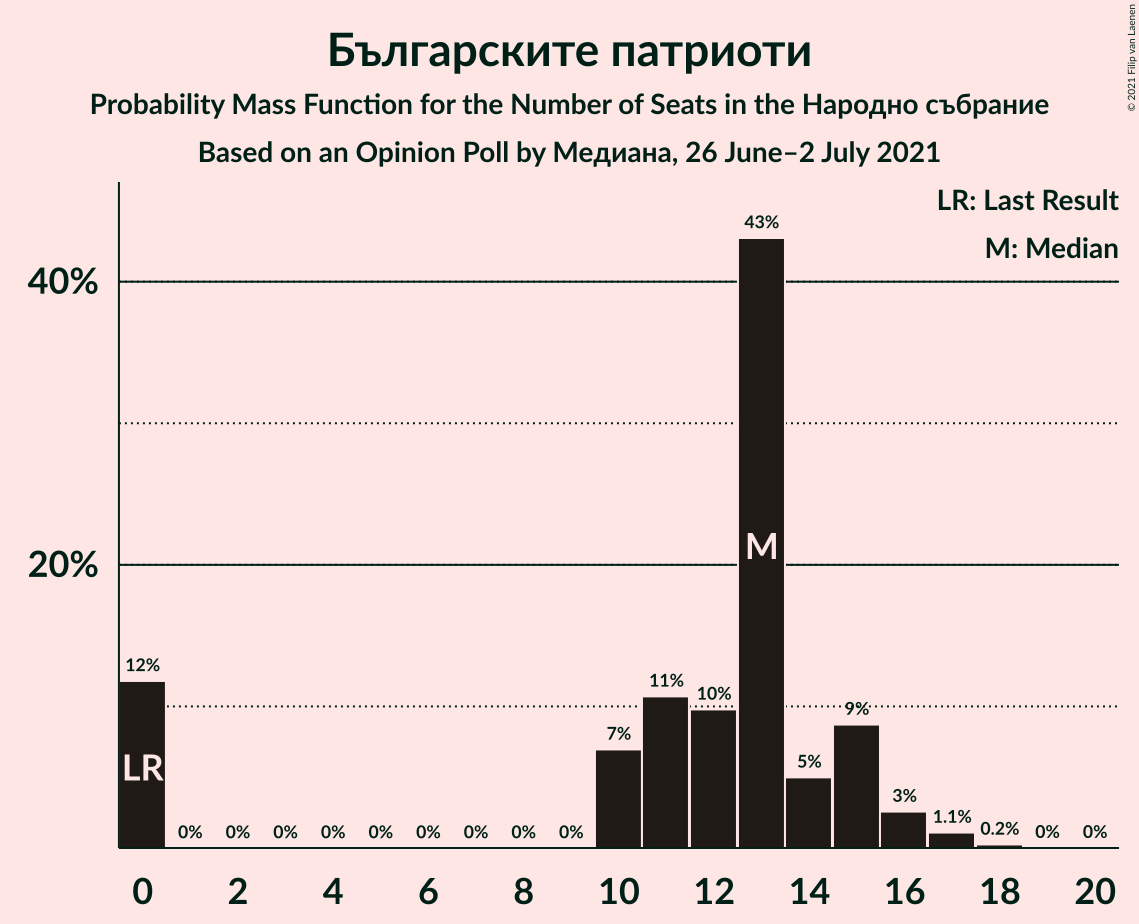 Българските патриоти
Probability Mass Function for the Number of Seats in the Народно събрание
Based on an Opinion Poll by Медиана, 26 June–2 July 2021
© 2021 Filip van Laenen
LR: Last Result
M: Median
43%
40%
M
20%
12%
11%
10%
9%
7%
LR
5%
3%
1.1%
0.2%
0% 0% 0% 0% 0% 0% 0% 0% 0% 0% 0%
0 2 4 6 8 10 12 14 16 18 20